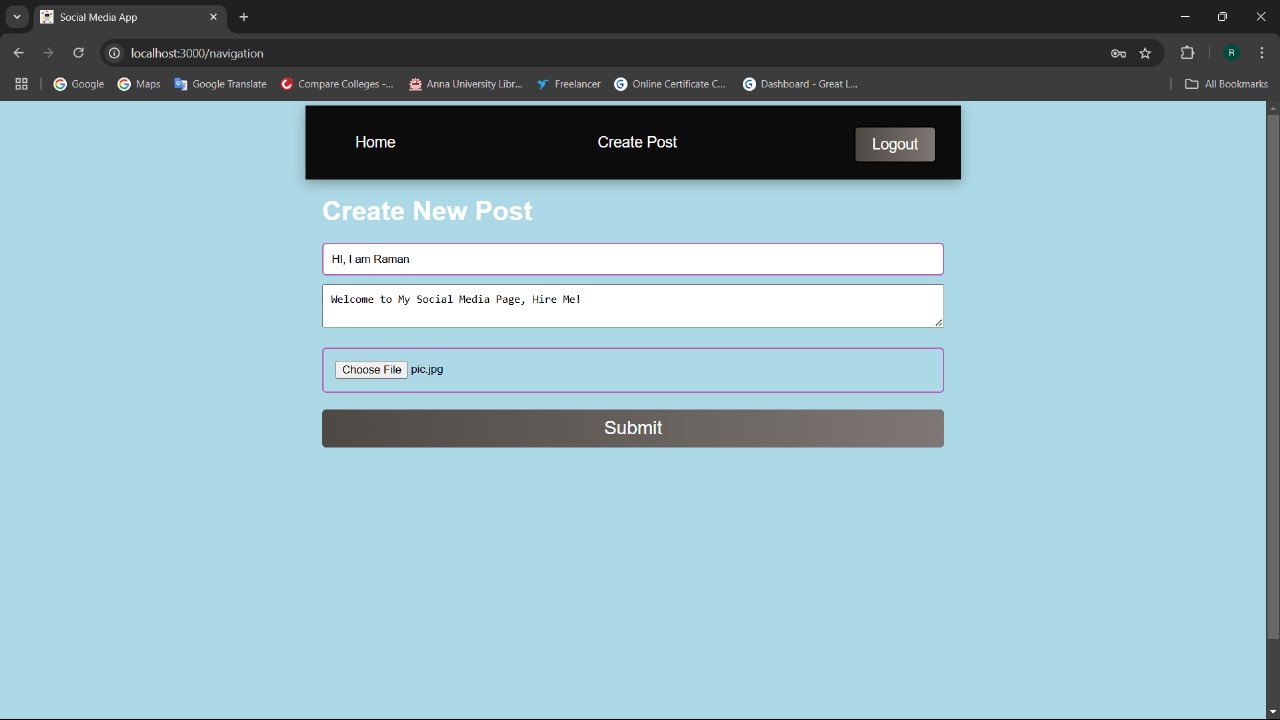 Social Media App
localhost:3000/navigation
R
Google
Maps
Google Translate
Compare Colleges -...
Anna University Libr...
Freelancer
Online Certificate C...
Dashboard - Great L...
All Bookmarks
Home
Create Post
Logout
Create New Post
HI, I am Raman
Welcome to My Social Media Page, Hire Me!
Choose File pic.jpg
Submit